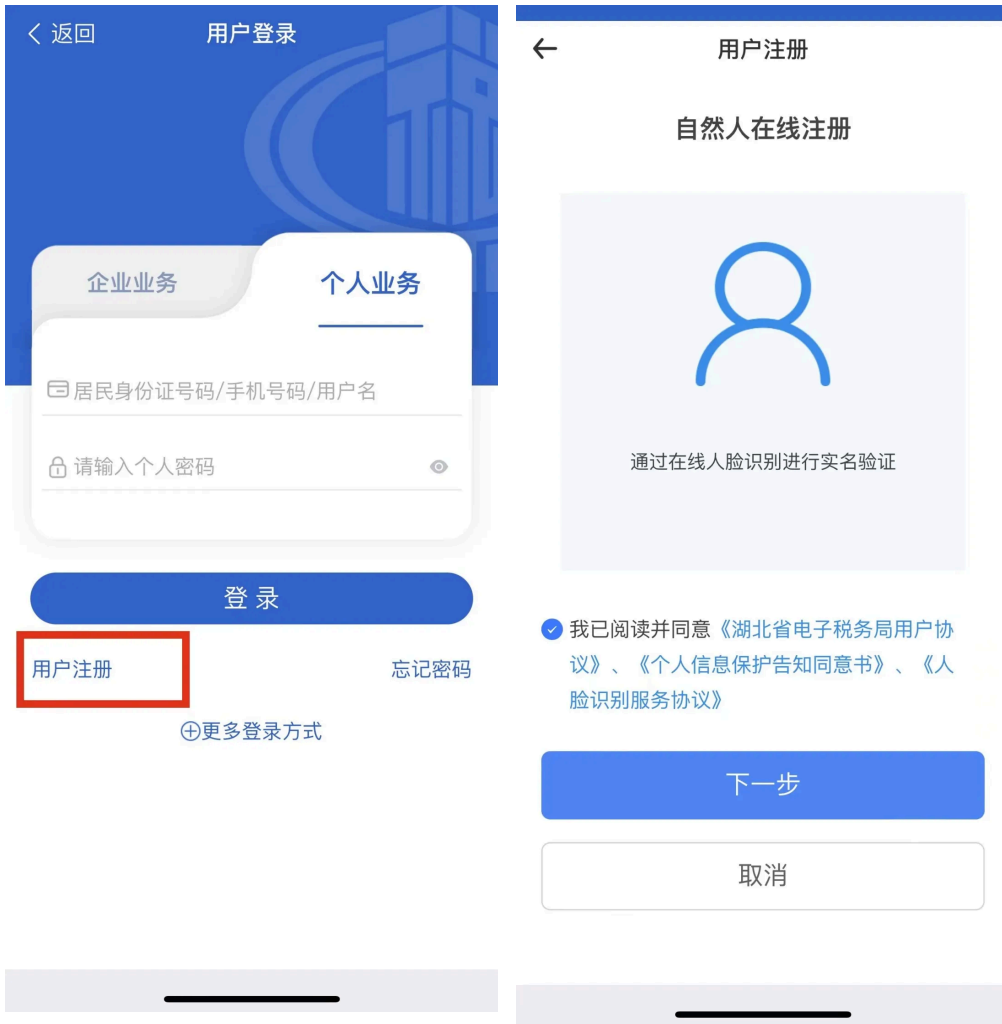 返回
用户登录
企业业务
个人业务
居民身份证号码/手机号码/用户名
请输入个人密码
登录
用户注册
忘记密码
更多登录方式
用户注册
自然人在线注册
通过在线人脸识别进行实名验证
我已阅读并同意《湖北省电子税务局用户协
议》、《个人信息保护告知同意书》、《人
脸识别服务协议》
下一步
取消